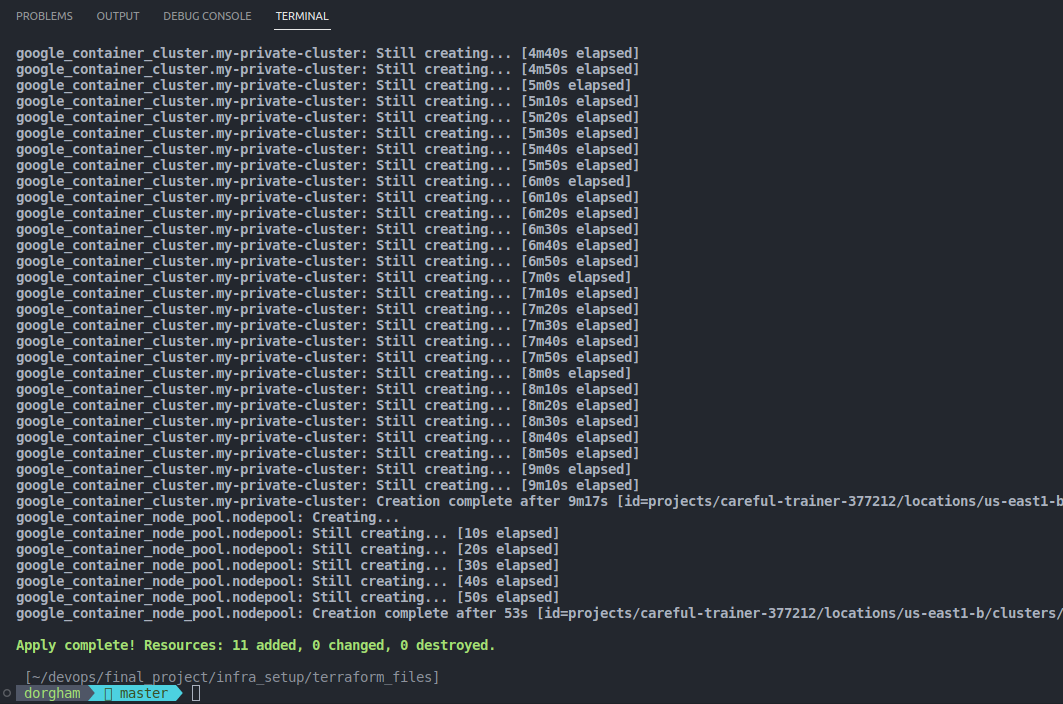 PROBLEMS OUTPUT DEBUG CONSOLE TERMINAL
google_container_cluster.my-private-cluster: Still creating... [4m40s elapsed]
google_container_cluster.my-private-cluster: Still creating... [4m50s elapsed]
google_container_cluster.my-private-cluster: Still creating... [5m0s elapsed]
google_container_cluster.my-private-cluster: Still creating... [5m10s elapsed]
google_container_cluster.my-private-cluster: Still creating... [5m20s elapsed]
google_container_cluster.my-private-cluster: Still creating... [5m30s elapsed]
google_container_cluster.my-private-cluster: Still creating... [5m40s elapsed]
google_container_cluster.my-private-cluster: Still creating... [5m50s elapsed]
google_container_cluster.my-private-cluster: Still creating... [6m0s elapsed]
google_container_cluster.my-private-cluster: Still creating... [6m10s elapsed]
google_container_cluster.my-private-cluster: Still creating... [6m20s elapsed]
google_container_cluster.my-private-cluster: Still creating... [6m30s elapsed]
google_container_cluster.my-private-cluster: Still creating... [6m40s elapsed]
google_container_cluster.my-private-cluster: Still creating... [6m50s elapsed]
google_container_cluster.my-private-cluster: Still creating... [7m0s elapsed]
google_container_cluster.my-private-cluster: Still creating... [7m10s elapsed]
google_container_cluster.my-private-cluster: Still creating... [7m20s elapsed]
google_container_cluster.my-private-cluster: Still creating... [7m30s elapsed]
google_container_cluster.my-private-cluster: Still creating... [7m40s elapsed]
google_container_cluster.my-private-cluster: Still creating... [7m50s elapsed]
google_container_cluster.my-private-cluster: Still creating... [8m0s elapsed]
google_container_cluster.my-private-cluster: Still creating... [8m10s elapsed]
google_container_cluster.my-private-cluster: Still creating... [8m20s elapsed]
google_container_cluster.my-private-cluster: Still creating... [8m30s elapsed]
google_container_cluster.my-private-cluster: Still creating... [8m40s elapsed]
google_container_cluster.my-private-cluster: Still creating... [8m50s elapsed]
google_container_cluster.my-private-cluster: Still creating... [9m0s elapsed]
google_container_cluster.my-private-cluster: Still creating... [9m10s elapsed]
google_container_cluster.my-private-cluster: Creation complete after 9m17s [id=projects/careful-trainer-377212/locations/us-east1-b
google_container_node_pool.nodepool: Creating...
google_container_node_pool.nodepool: Still creating... [10s elapsed]
google_container_node_pool.nodepool: Still creating... [20s elapsed]
google_container_node_pool.nodepool: Still creating... [30s elapsed]
google_container_node_pool.nodepool: Still creating... [40s elapsed]
google_container_node_pool.nodepool: Still creating... [50s elapsed]
google_container_node_pool.nodepool: Creation complete after 53s [id=projects/careful-trainer-377212/locations/us-east1-b/clusters/
Apply complete! Resources: 11 added, 0 changed, 0 destroyed.
[~/devops/final_project/infra_setup/terraform_files]
dorgham master